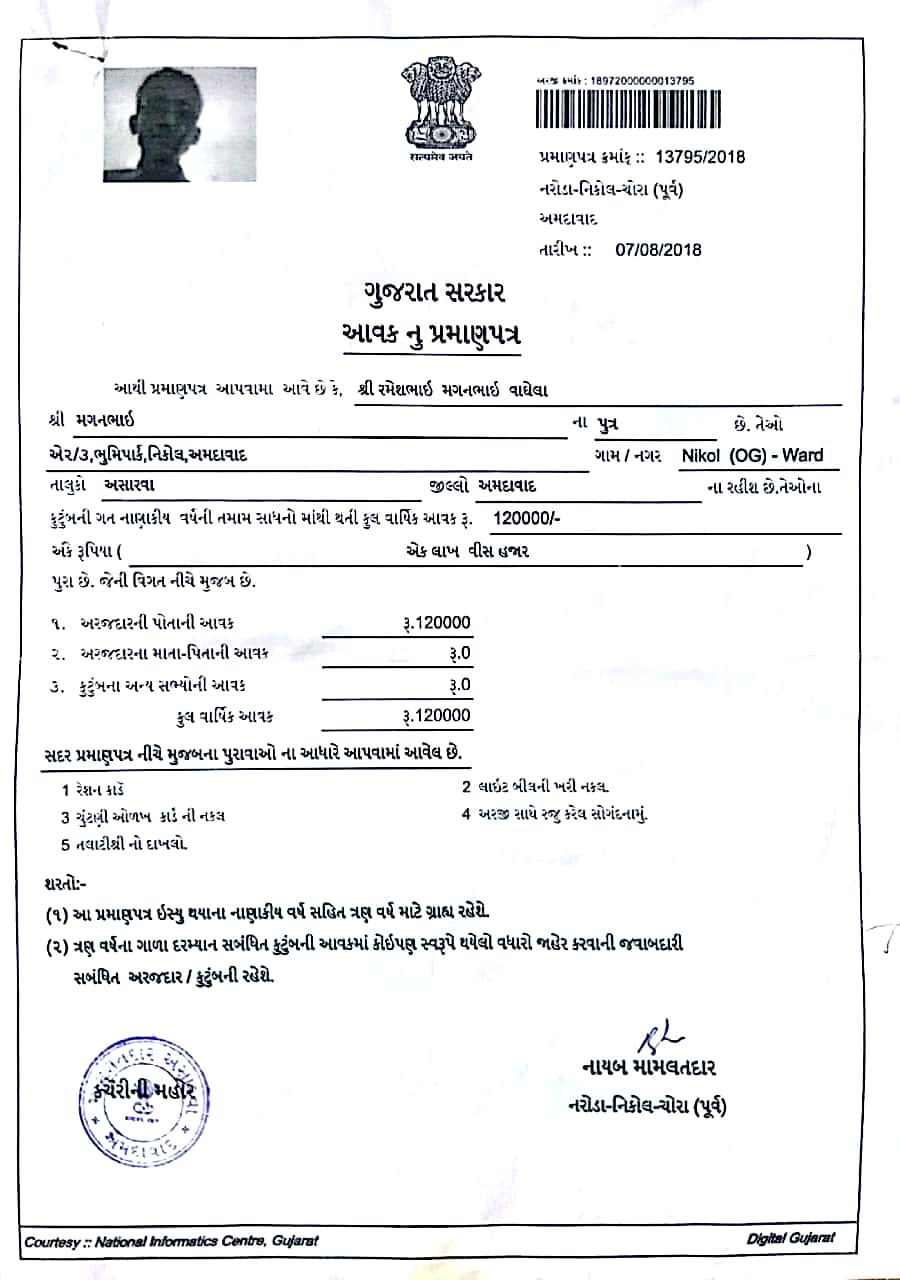 सत्यमेव जयते
અરજી ક્રમાંક : 18972000000013795
પ્રમાણપત્ર ક્રમાંક :: 13795/2018
નરોડા-નિકોલ-ચોરા (પૂર્વ)
અમદાવાદ
તારીખ :: 07/08/2018
ગુજરાત સરકાર
આવક નુ પ્રમાણપત્ર
આથી પ્રમાણપત્ર આપવામા આવે છે કે, શ્રી રમેશભાઇ મગનભાઇ વાઘેલા
શ્રી મગનભાઇ ના પુત્ર છે. તેઓ
એ૨/૩,ભુમિપાર્ક,નિકોલ,અમદાવાદ ગામ / નગર Nikol (OG) - Ward
તાલુકો અસારવા જીલ્લો અમદાવાદ ના રહીશ છે.તેઓના
કુટુંબની ગત નાણાકીય વર્ષની તમામ સાધનો માંથી થતી કુલ વાર્ષિક આવક રૂ. 120000/-
અંકે રૂપિયા ( એક લાખ વીસ હજાર )
પુરા છે. જેની વિગત નીચે મુજબ છે.
૧. અરજદારની પોતાની આવક રૂ.120000
૨. અરજદારના માતા-પિતાની આવક રૂ.0
૩. કુટુંબના અન્ય સભ્યોની આવક રૂ.0
કુલ વાર્ષિક આવક રૂ.120000
સદર પ્રમાણપત્ર નીચે મુજબના પુરાવાઓ ના આધારે આપવામાં આવેલ છે.
1 રેશન કાર્ડ 2 લાઇટ બીલની ખરી નકલ.
3 ચુંટણી ઓળખ કાર્ડ ની નકલ 4 અરજી સાથે રજુ કરેલ સોગંદનામું.
5 તલાટીશ્રી નો દાખલો.
શરતો:-
(૧) આ પ્રમાણપત્ર ઇસ્યુ થયાના નાણાકીય વર્ષ સહિત ત્રણ વર્ષ માટે ગ્રાહ્ય રહેશે.
(૨) ત્રણ વર્ષના ગાળા દરમ્યાન સબંધિત કુટુંબની આવકમાં કોઇપણ સ્વરૂપે થયેલો વધારો જાહેર કરવાની જવાબદારી
સબંધિત અરજદાર / કુટુંબની રહેશે.
કચેરીની મહોર
અમદાવાદ
નાયબ મામલતદાર
નરોડા-નિકોલ-ચોરા (પૂર્વ)
Courtesy :: National Informatics Centre, Gujarat Digital Gujarat